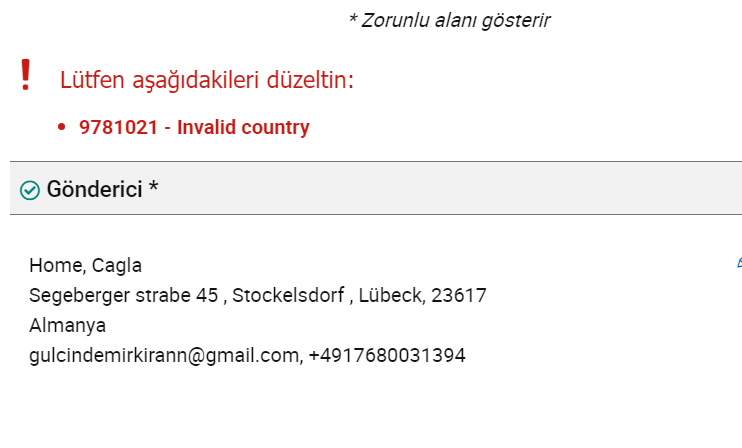 * Zorunlu alanı gösterir
! Lütfen aşağıdakileri düzeltin:
• 9781021 - Invalid country
Gönderici *
Home, Cagla
Segeberger strabe 45 , Stockelsdorf , Lübeck, 23617
Almanya
gulcindemirkirann@gmail.com, +4917680031394